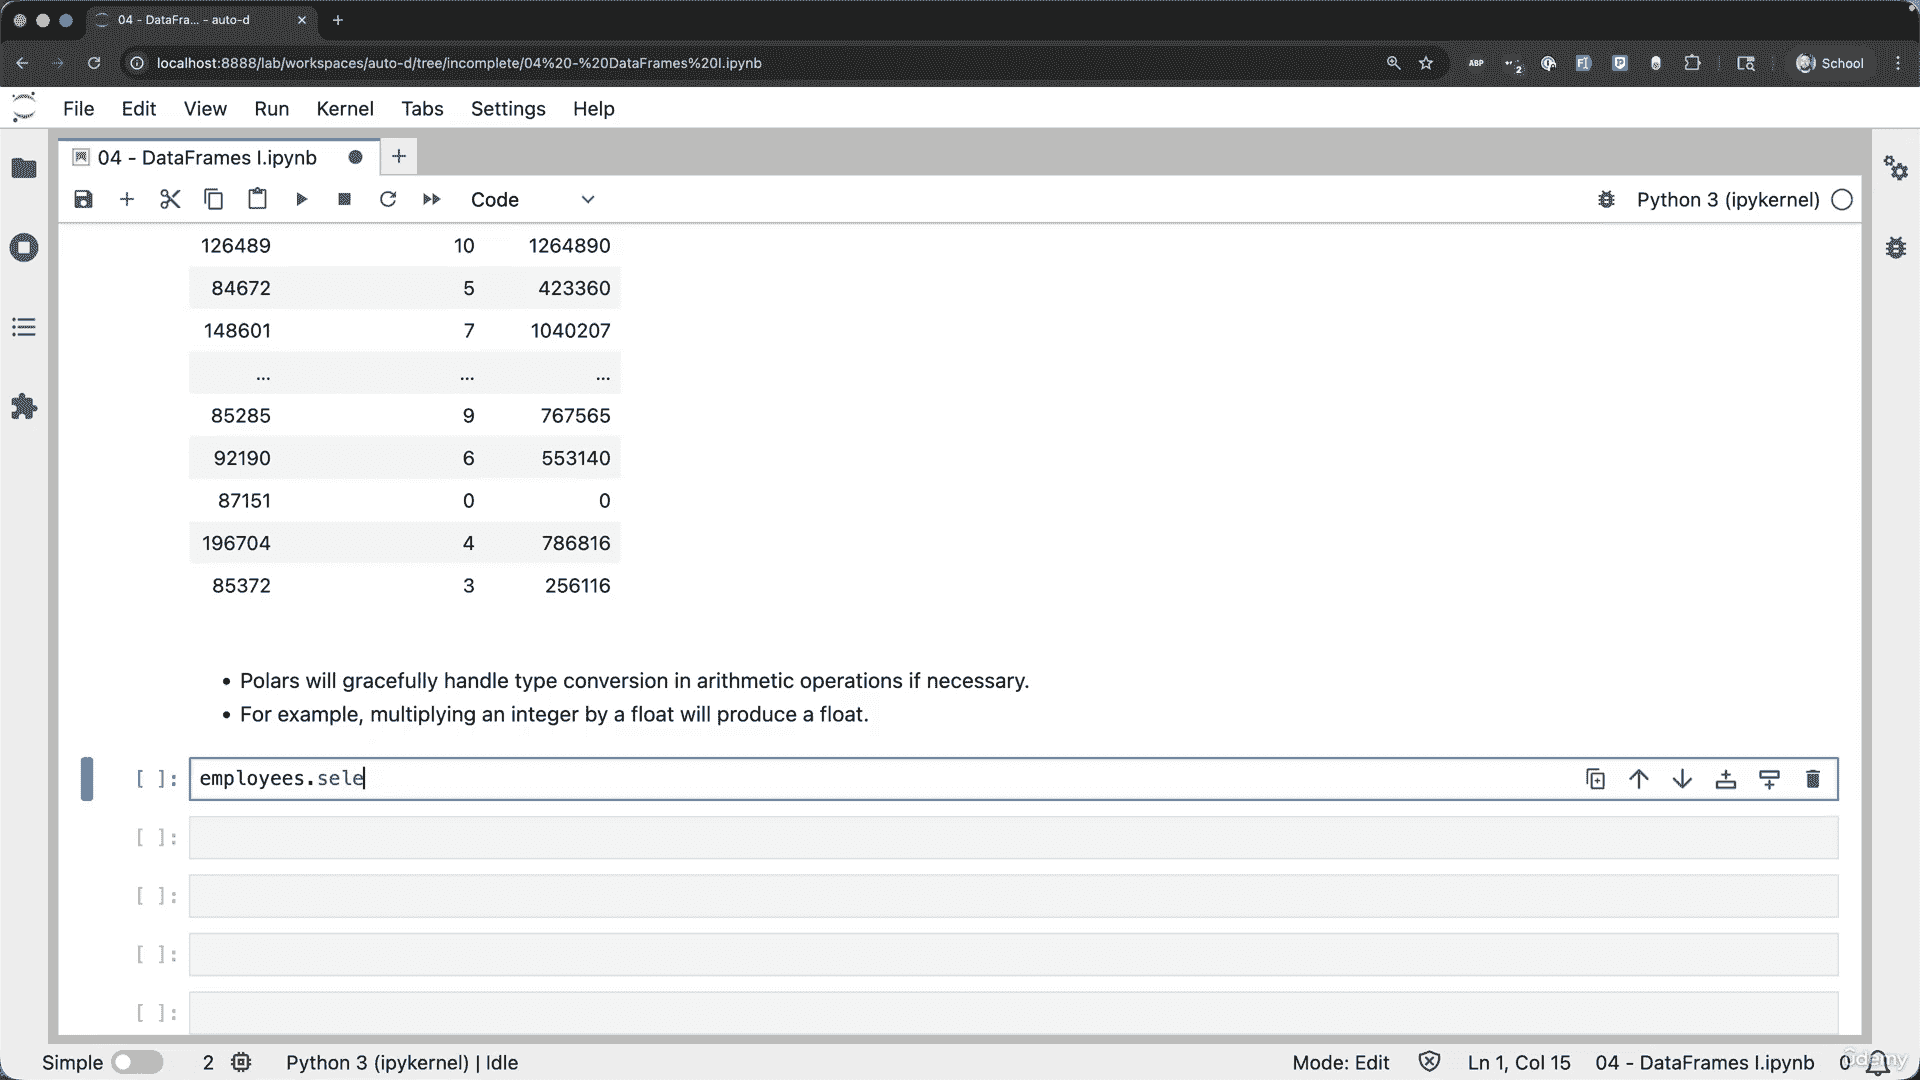 04 - DataFra... - auto-d
localhost:8888/lab/workspaces/auto-d/tree/incomplete/04%20-%20DataFrames%20I.ipynb
ABP
2
School
File Edit View Run Kernel Tabs Settings Help
04 - DataFrames I.ipynb
Code
Python 3 (ipykernel)
126489 10 1264890
84672 5 423360
148601 7 1040207
... ... ...
85285 9 767565
92190 6 553140
87151 0 0
196704 4 786816
85372 3 256116
• Polars will gracefully handle type conversion in arithmetic operations if necessary.
• For example, multiplying an integer by a float will produce a float.
[ ]: employees.sele
[ ]:
[ ]:
[ ]:
[ ]:
Simple 2 Python 3 (ipykernel) | Idle Mode: Edit Ln 1, Col 15 04 - DataFrames I.ipynb 0
Udemy